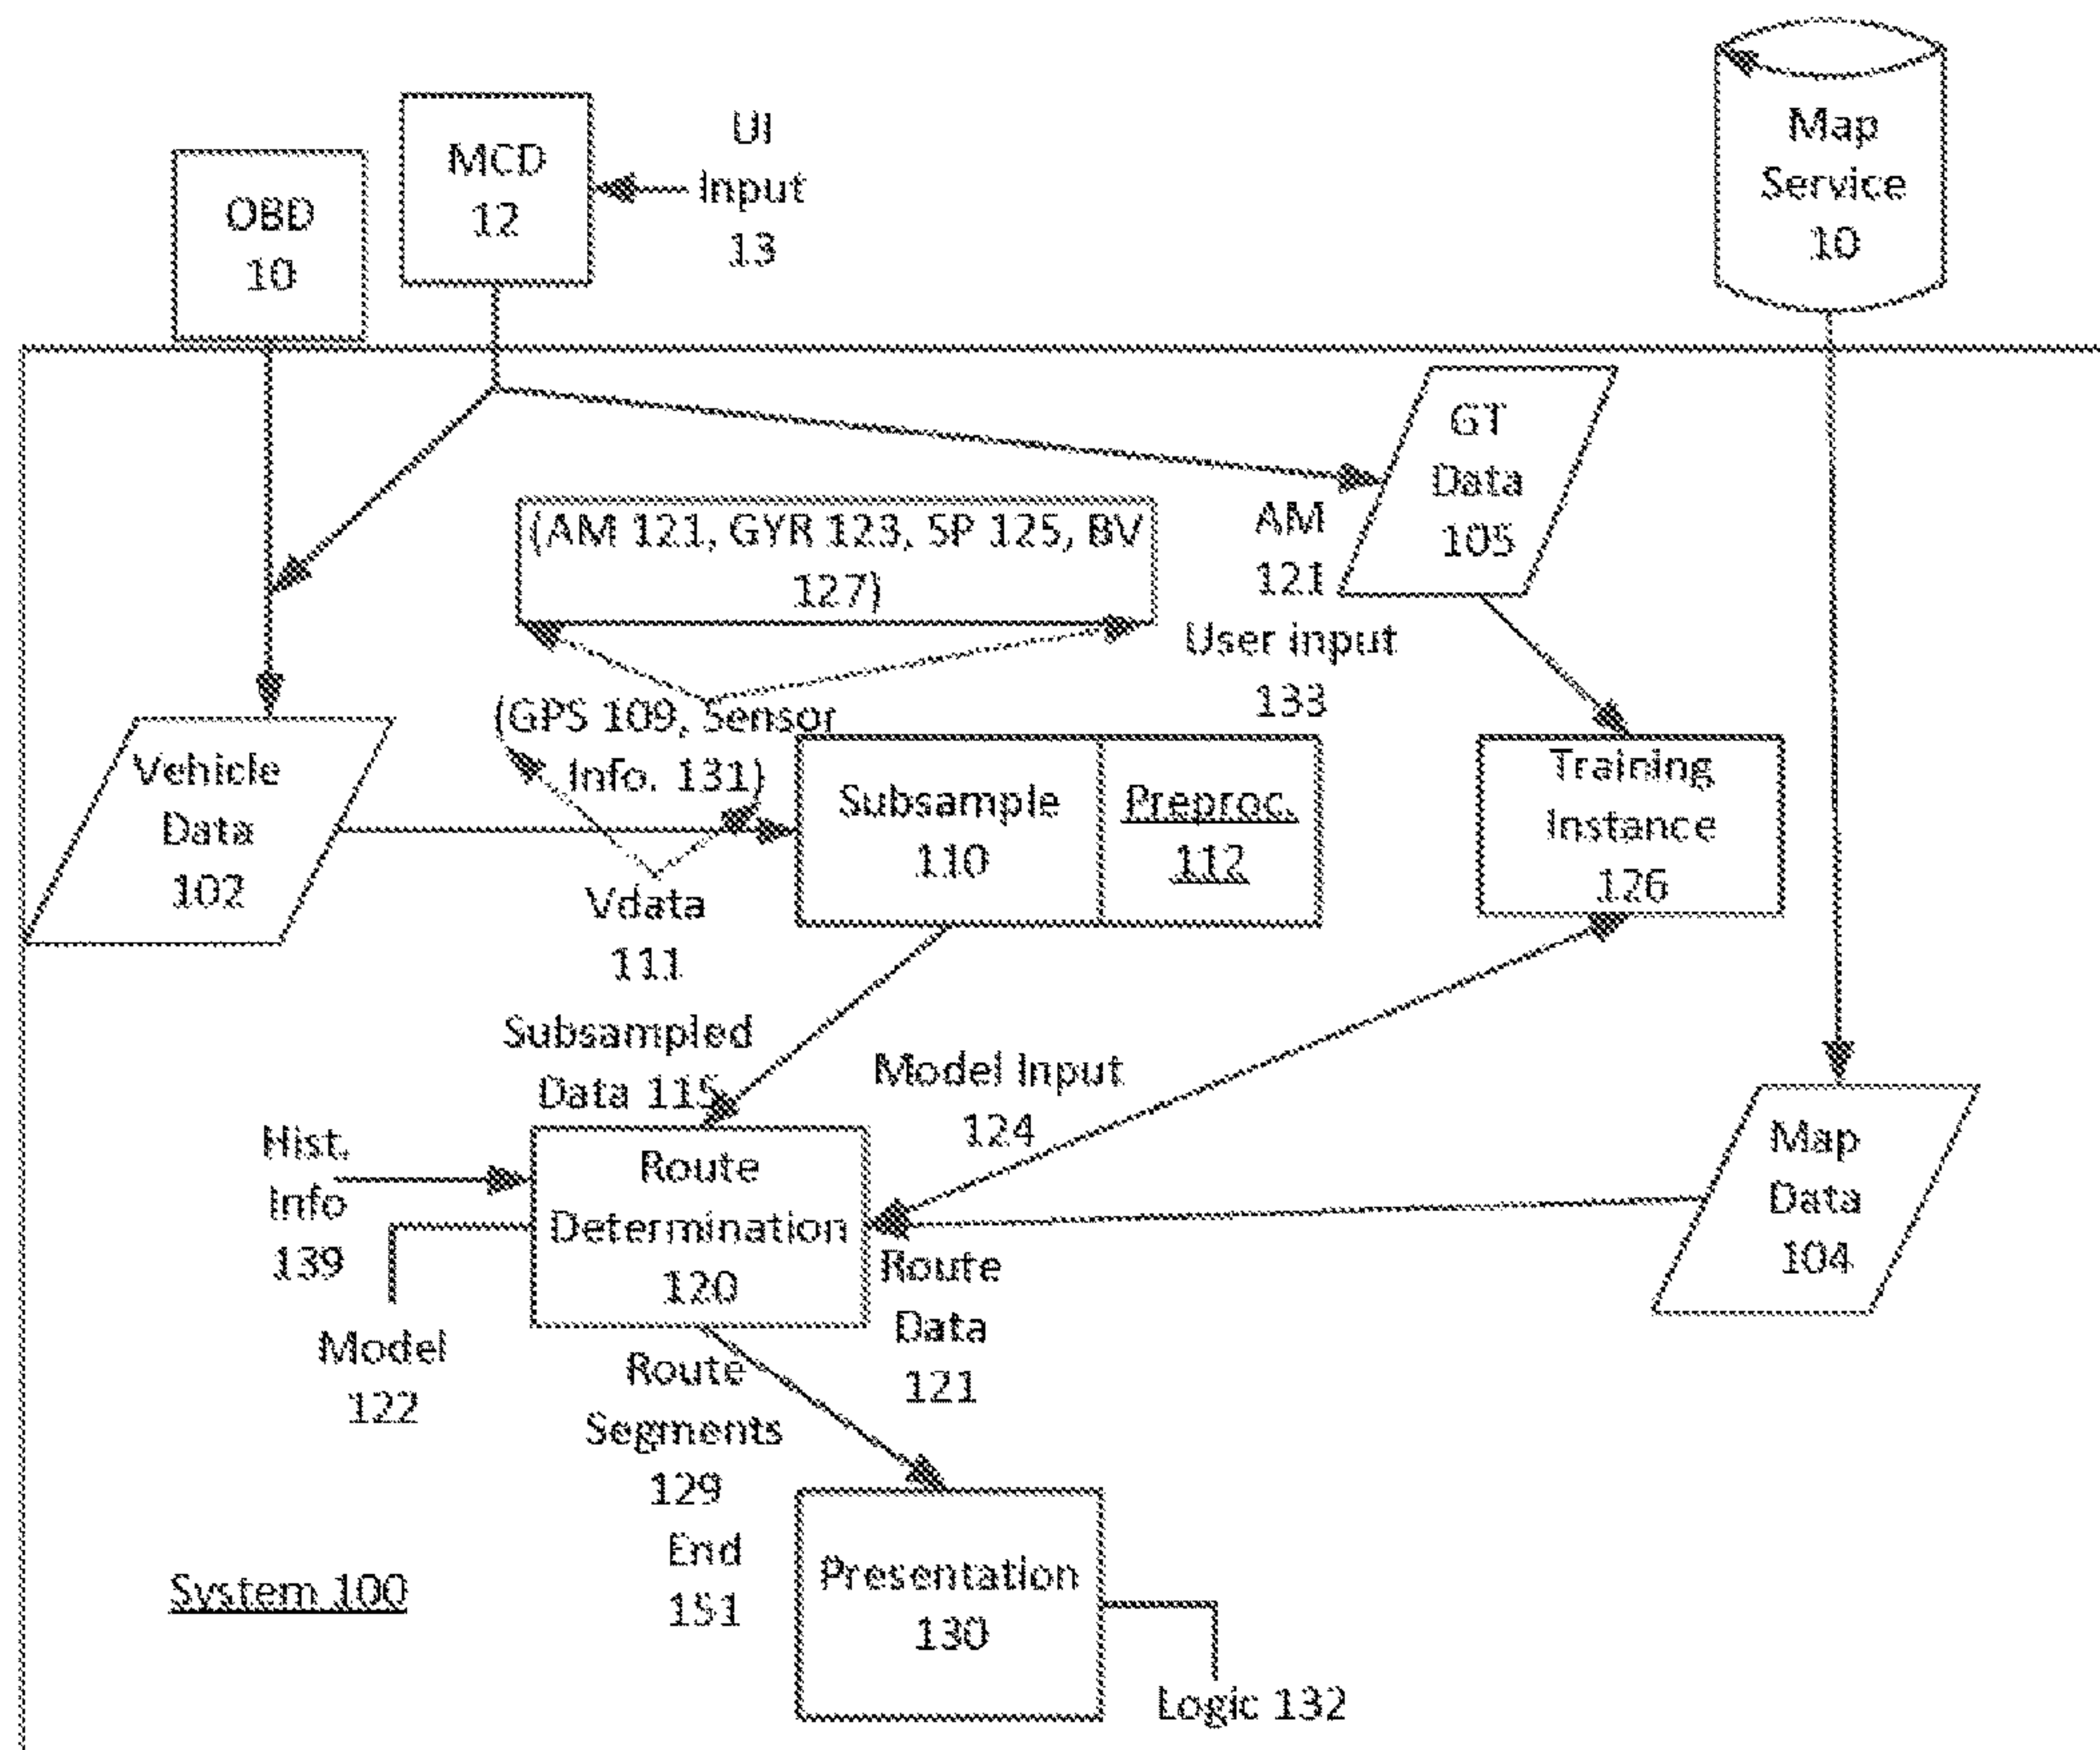 OBD
10
MCD
12
UI
Input
13
Map
Service
10
GT
Data
105
(AM 121, GYR 123, SP 125, BV
127)
AM
121
User input
133
(GPS 109, Sensor
Info. 131)
Vehicle
Data
102
Subsample
110
Preproc.
112
Training
Instance
126
Vdata
111
Subsampled
Data 115
Model Input
124
Hist.
Info
139
Route
Determination
120
Map
Data
104
Route
Data
121
Model
122
Route
Segments
129
End
151
Presentation
130
System 100
Logic 132